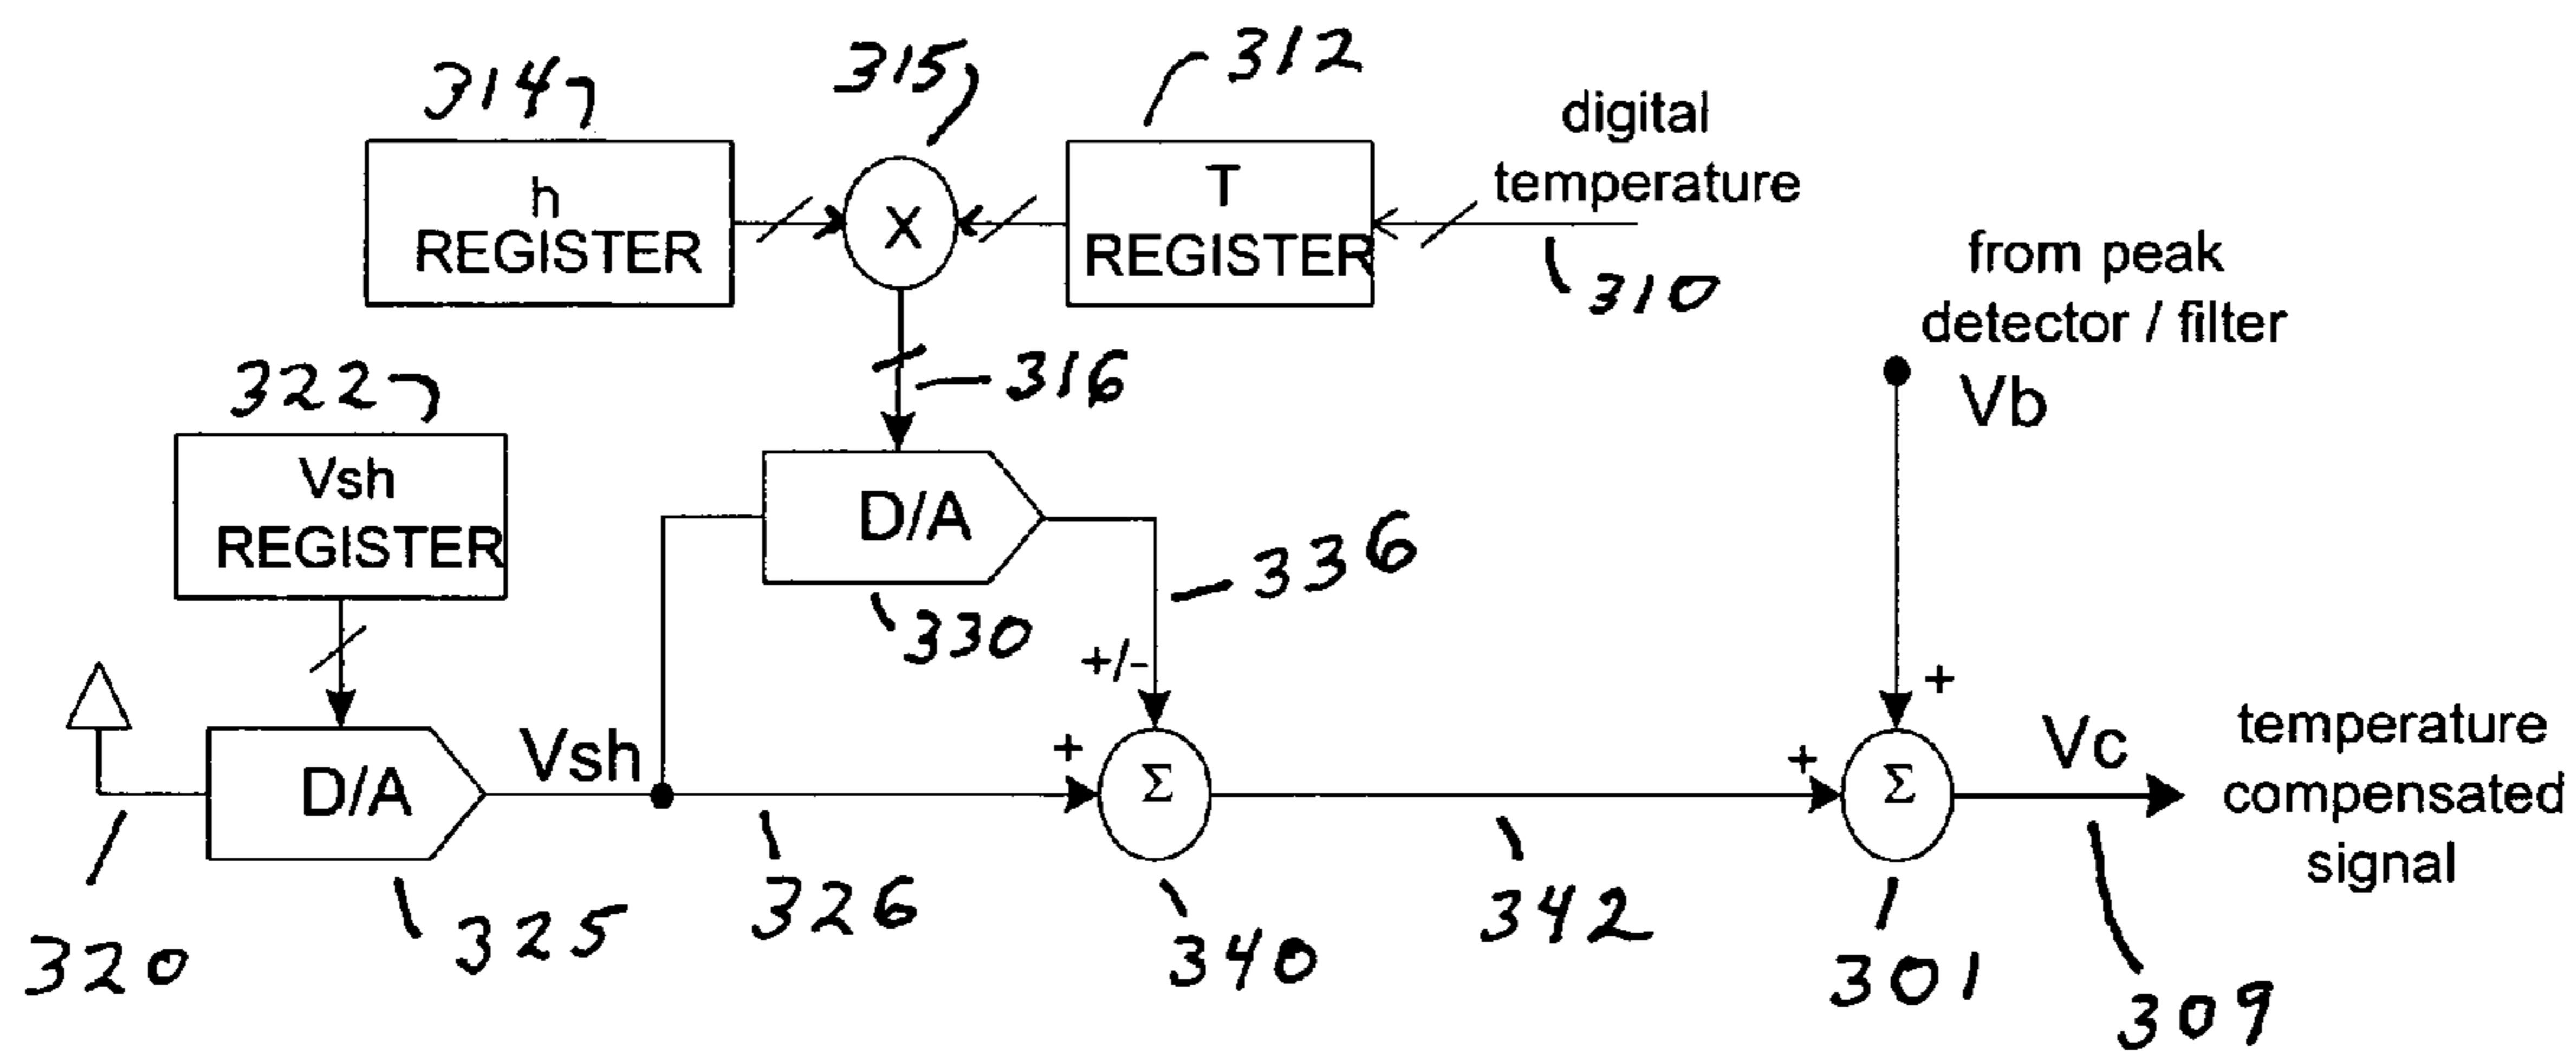 314
315
312
digital
temperature
h
REGISTER
X
T
REGISTER
310
from peak
detector / filter
Vb
316
322
Vsh
REGISTER
D/A
336
330
+/-
+
Vsh
+
Σ
+
Σ
Vc
temperature
compensated
signal
D/A
320
325
326
340
342
301
309